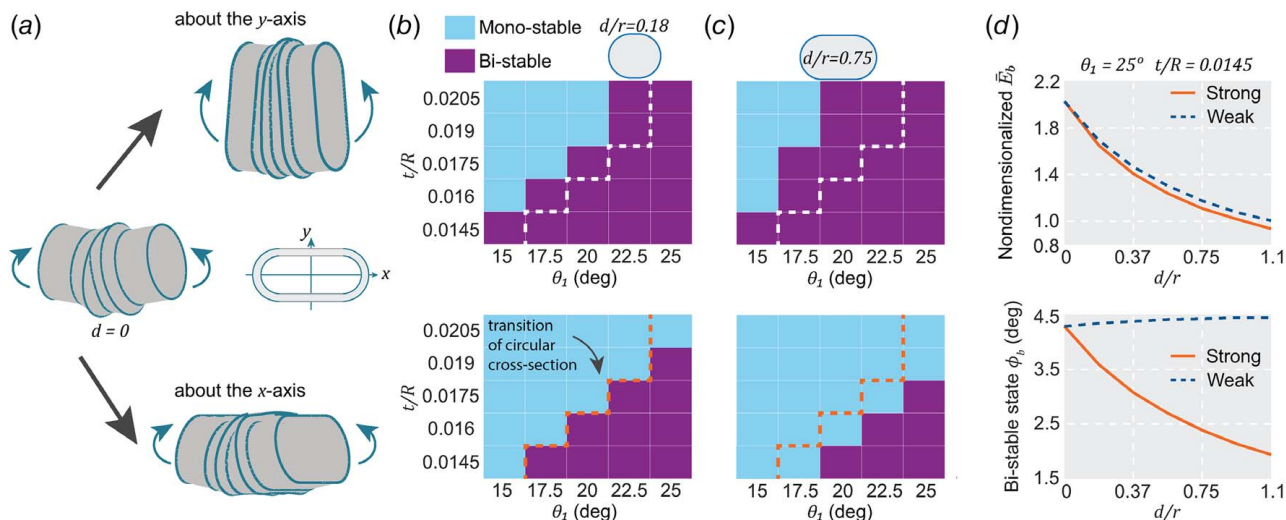 (a)
about the y-axis
d = 0
y
x
about the x-axis
(b)
Mono-stable
Bi-stable
d/r=0.18
t/R
0.0205
0.019
0.0175
0.016
0.0145
15 17.5 20 22.5 25
θ₁ (deg)
transition
of circular
cross-section
t/R
0.0205
0.019
0.0175
0.016
0.0145
15 17.5 20 22.5 25
θ₁ (deg)
(c)
d/r=0.75
15 17.5 20 22.5 25
θ₁ (deg)
15 17.5 20 22.5 25
θ₁ (deg)
(d)
θ₁ = 25° t/R = 0.0145
Nondimensionalized Ēb
2.2
1.8
1.4
1.0
0.8
Strong
Weak
0 0.37 0.75 1.1
d/r
Bi-stable state ϕb (deg)
4.5
3.5
2.5
1.5
Strong
Weak
0 0.37 0.75 1.1
d/r